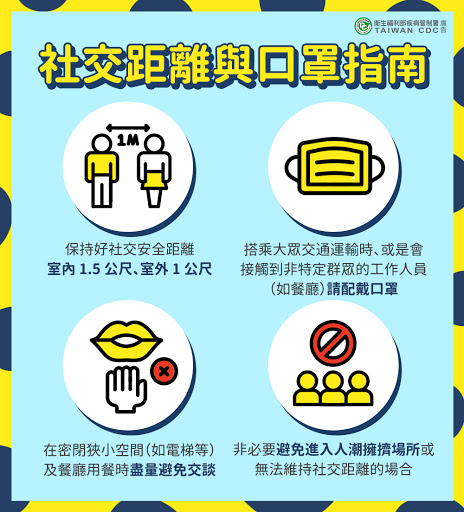 衛生福利部疾病管制署 廣告
TAIWAN CDC
社交距離與口罩指南
1M
保持好社交安全距離
室內 1.5 公尺、室外 1 公尺
搭乘大眾交通運輸時、或是會
接觸到非特定群眾的工作人員
（如餐廳）請配戴口罩
在密閉狹小空間（如電梯等）
及餐廳用餐時盡量避免交談
非必要避免進入人潮擁擠場所或
無法維持社交距離的場合